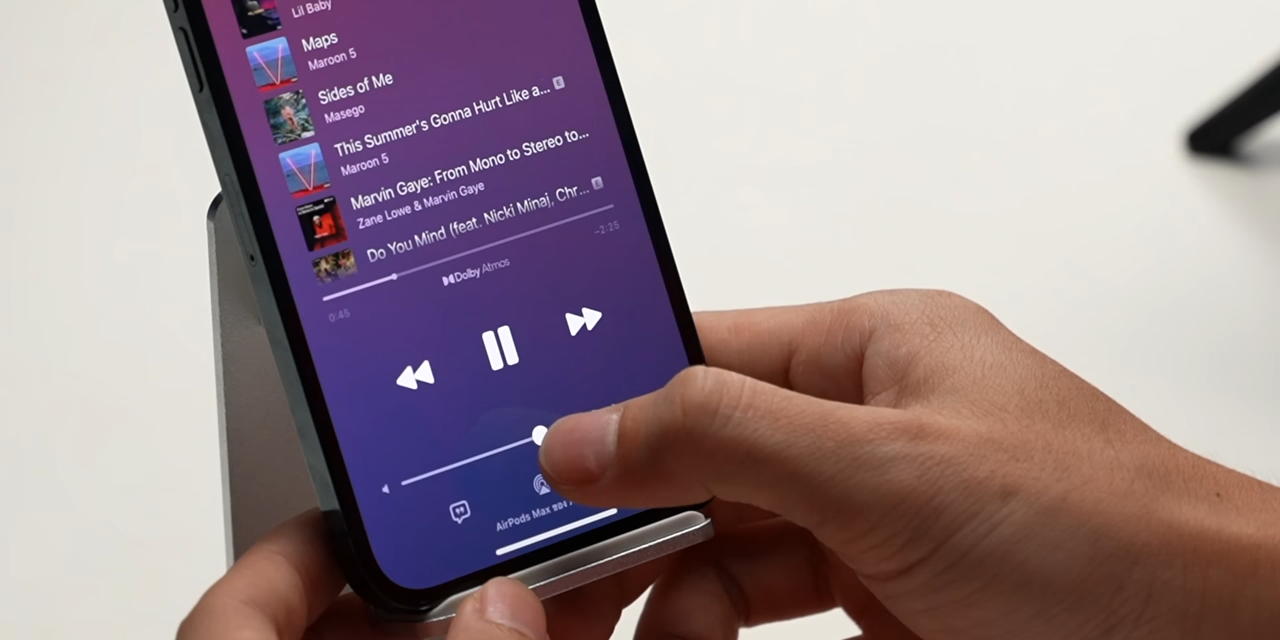 Lil Baby
Maps
Maroon 5
Sides of Me
Masego
This Summer's Gonna Hurt Like a... E
Maroon 5
Marvin Gaye: From Mono to Stereo to...
Zane Lowe & Marvin Gaye
Do You Mind (feat. Nicki Minaj, Chr... E
0:45
Dolby Atmos
-2:25
AirPods Max